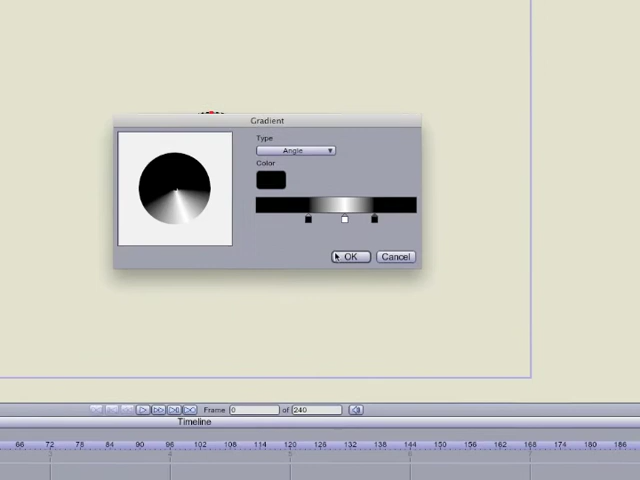 Gradient
Type
Angle
Color
OK Cancel
Frame 0 of 240
Timeline
66 72 78 84 90 96 102 108 114 120 126 132 138 144 150 156 162 168 174 180 186